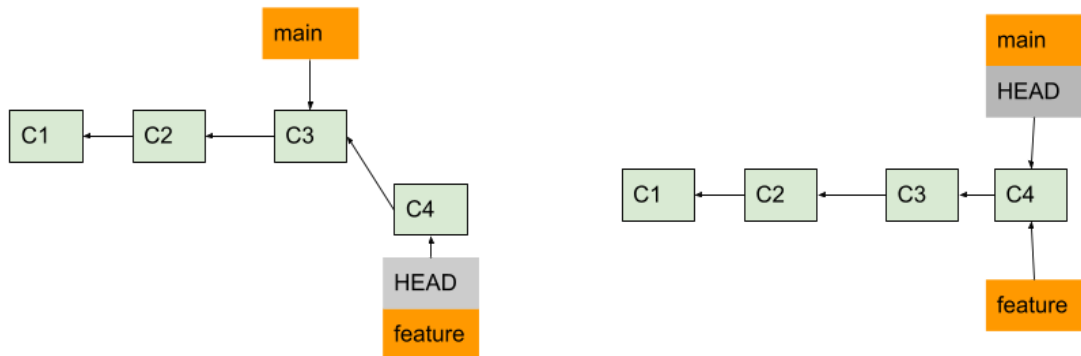 main
C1
C2
C3
C4
HEAD
feature
main
HEAD
C1
C2
C3
C4
feature